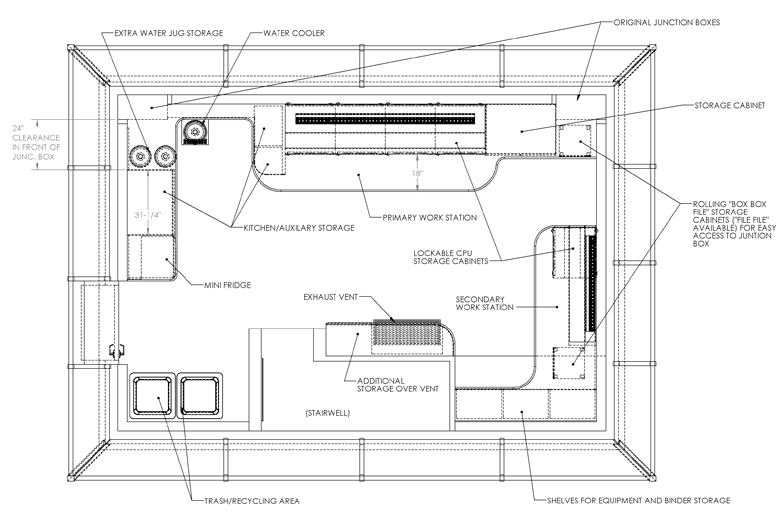 ORIGINAL JUNCTION BOXES
EXTRA WATER JUG STORAGE
WATER COOLER
STORAGE CABINET
24"
CLEARANCE
IN FRONT OF
JUNC. BOX
18"
31- 1/4"
PRIMARY WORK STATION
KITCHEN/AUXILARY STORAGE
ROLLING "BOX BOX
FILE" STORAGE
CABINETS ("FILE FILE"
AVAILABLE) FOR EASY
ACCESS TO JUNTION
BOX
LOCKABLE CPU
STORAGE CABINETS
MINI FRIDGE
EXHAUST VENT
SECONDARY
WORK STATION
ADDITIONAL
STORAGE OVER VENT
(STAIRWELL)
TRASH/RECYCLING AREA
SHELVES FOR EQUIPMENT AND BINDER STORAGE